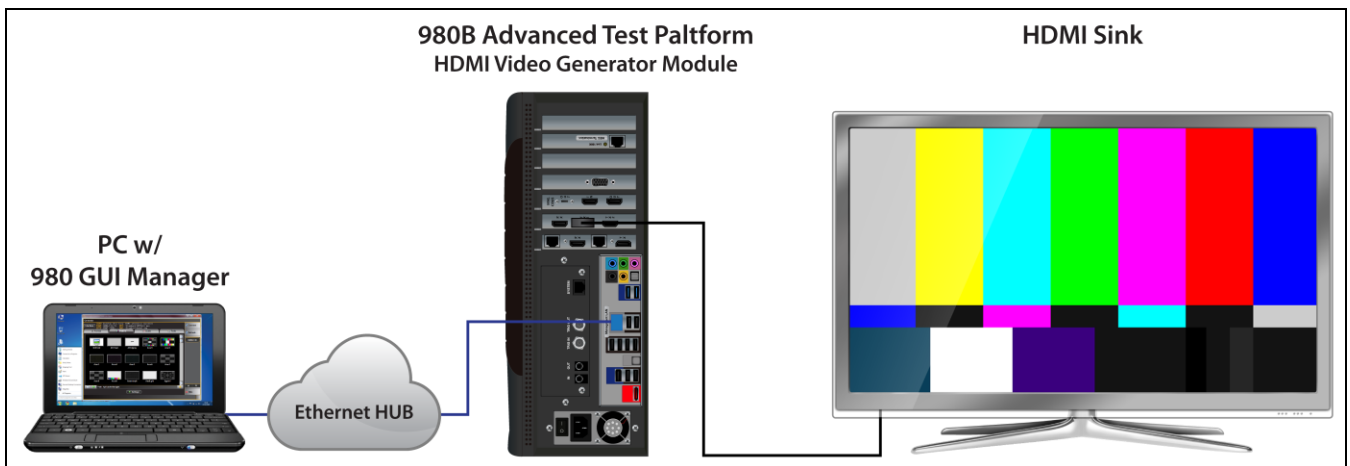 980B Advanced Test Paltform
HDMI Video Generator Module
HDMI Sink
PC w/
980 GUI Manager
Ethernet HUB